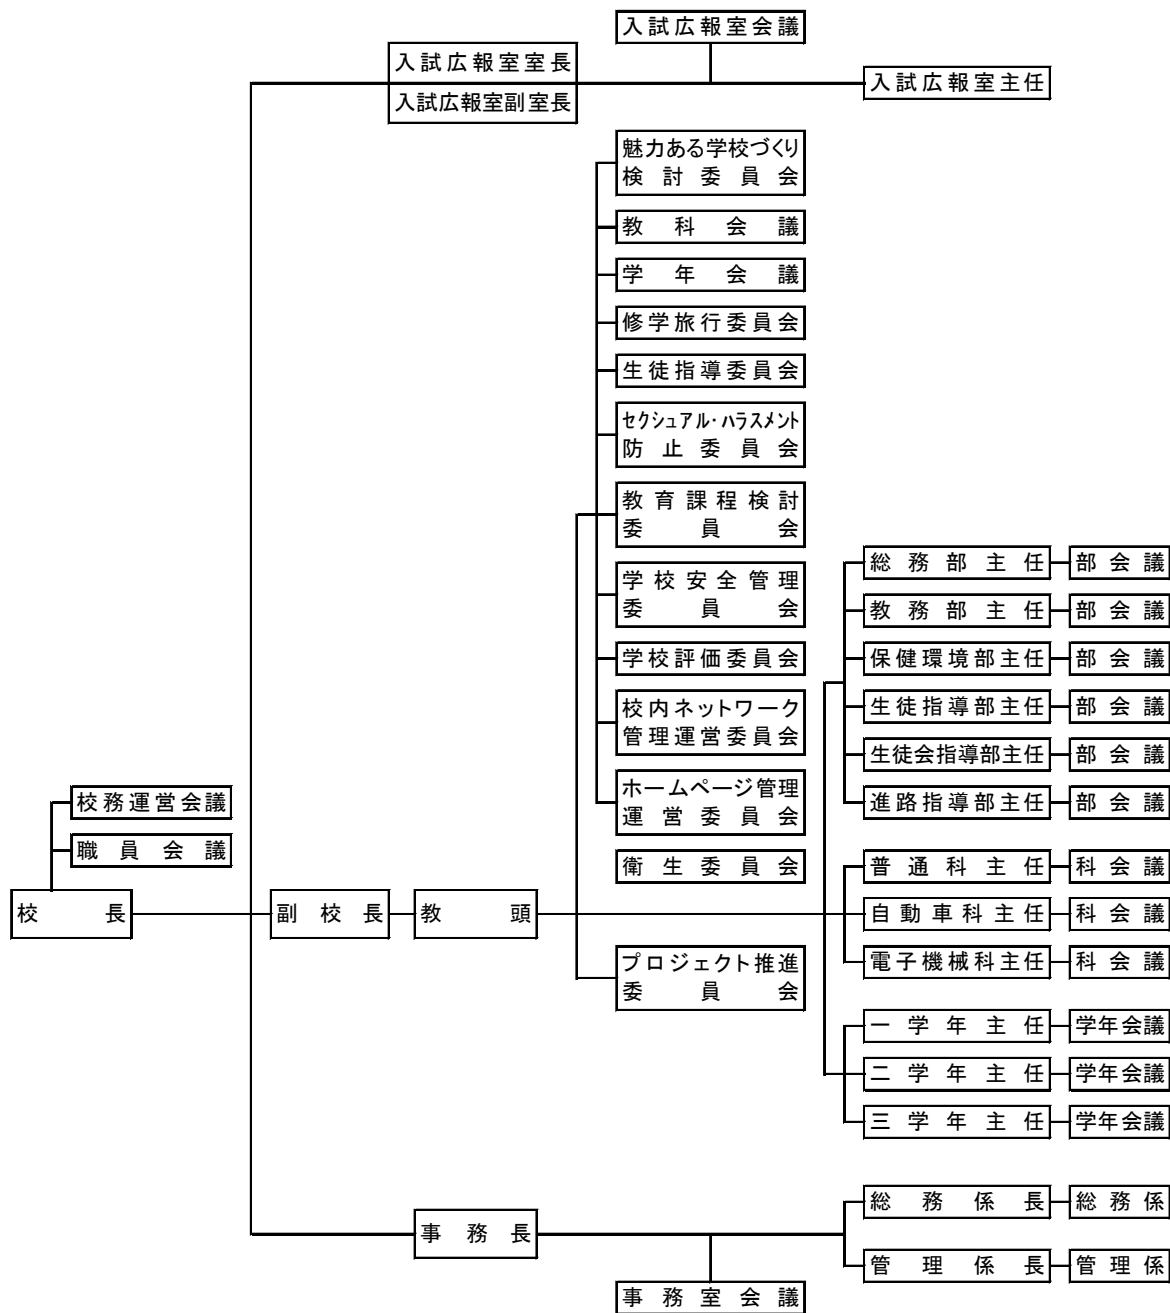 入試広報室会議
入試広報室室長
入試広報室副室長
入試広報室主任
魅力ある学校づくり
検討委員会
教科会議
学年会議
修学旅行委員会
生徒指導委員会
セクシュアル・ハラスメント
防止委員会
教育課程検討
委員会
学校安全管理
委員会
学校評価委員会
校内ネットワーク
管理運営委員会
ホームページ管理
運営委員会
衛生委員会
プロジェクト推進
委員会
総務部主任
部会議
教務部主任
部会議
保健環境部主任
部会議
生徒指導部主任
部会議
生徒会指導部主任
部会議
進路指導部主任
部会議
校務運営会議
職員会議
校長
副校長
教頭
普通科主任
科会議
自動車科主任
科会議
電子機械科主任
科会議
一学年主任
学年会議
二学年主任
学年会議
三学年主任
学年会議
事務長
総務係長
総務係
管理係長
管理係
事務室会議